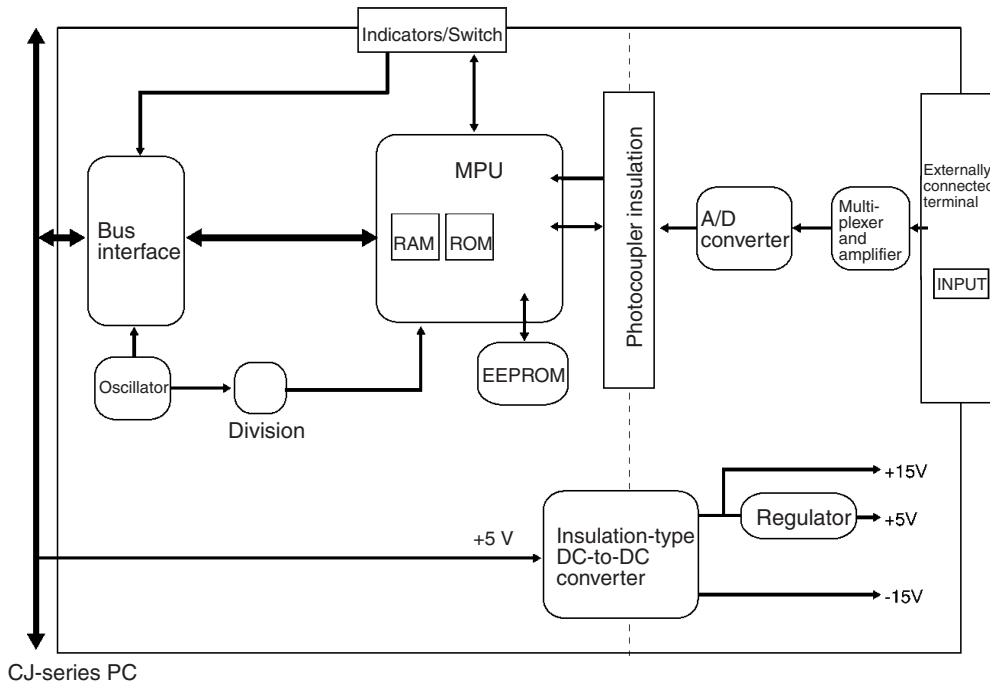 Indicators/Switch
MPU
RAM
ROM
Bus
interface
Photocoupler insulation
A/D
converter
Multi-
plexer
and
amplifier
Externally
connected
terminal
INPUT
Oscillator
Division
EEPROM
+15V
Regulator
+5V
+5 V
Insulation-type
DC-to-DC
converter
-15V
CJ-series PC